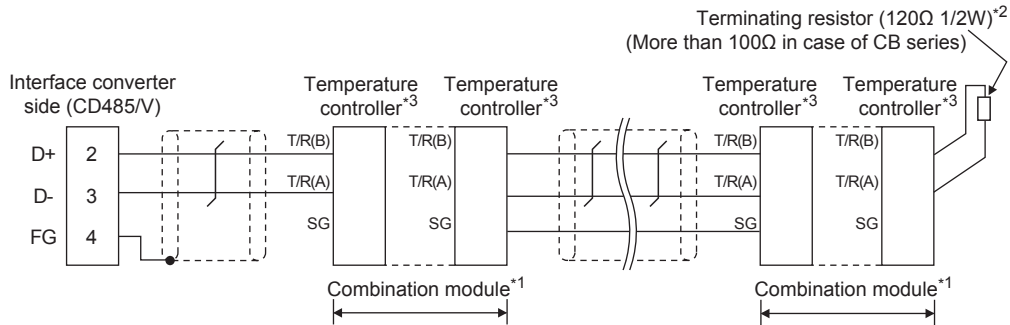 Terminating resistor (120Ω 1/2W)*2
(More than 100Ω in case of CB series)
Interface converter
side (CD485/V)
Temperature
controller*3
Temperature
controller*3
Temperature
controller*3
Temperature
controller*3
D+ 2 T/R(B) T/R(B) T/R(B) T/R(B)
D- 3 T/R(A) T/R(A) T/R(A) T/R(A)
FG 4 SG SG SG SG
Combination module*1
Combination module*1